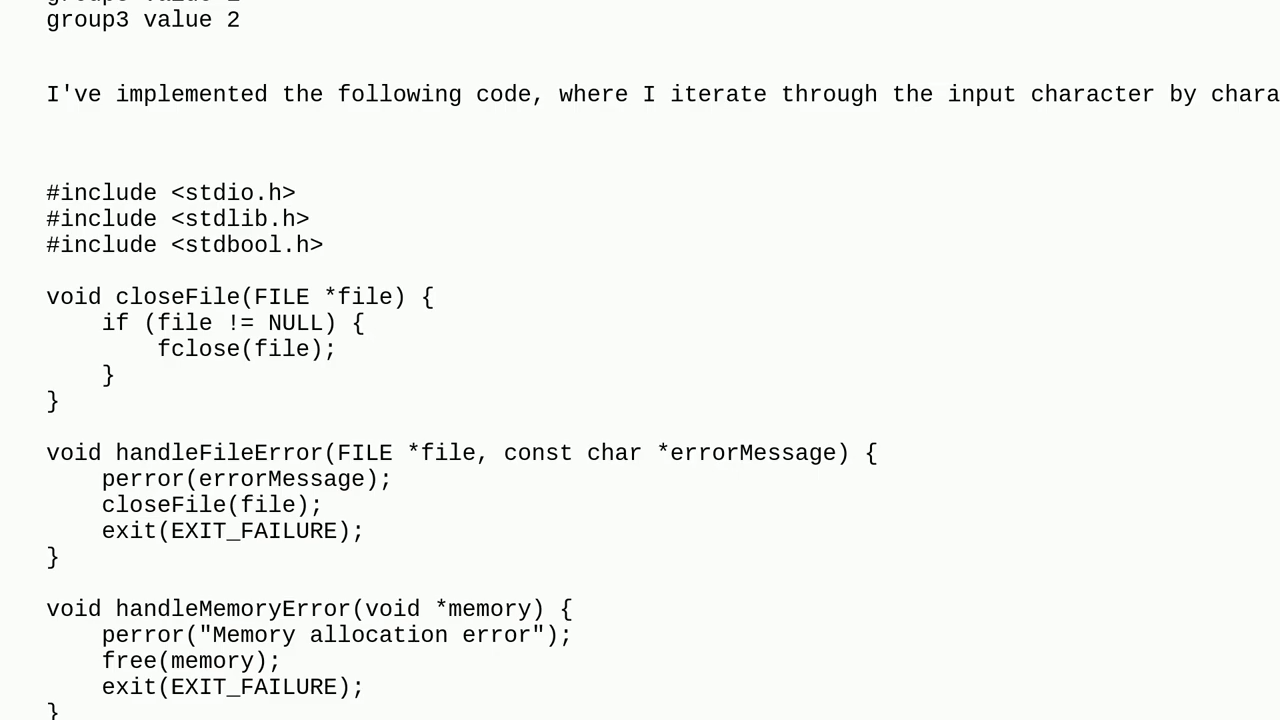 group3 value 2
I've implemented the following code, where I iterate through the input character by chara
#include <stdio.h>
#include <stdlib.h>
#include <stdbool.h>
void closeFile(FILE *file) {
    if (file != NULL) {
        fclose(file);
    }
}
void handleFileError(FILE *file, const char *errorMessage) {
    perror(errorMessage);
    closeFile(file);
    exit(EXIT_FAILURE);
}
void handleMemoryError(void *memory) {
    perror("Memory allocation error");
    free(memory);
    exit(EXIT_FAILURE);
}